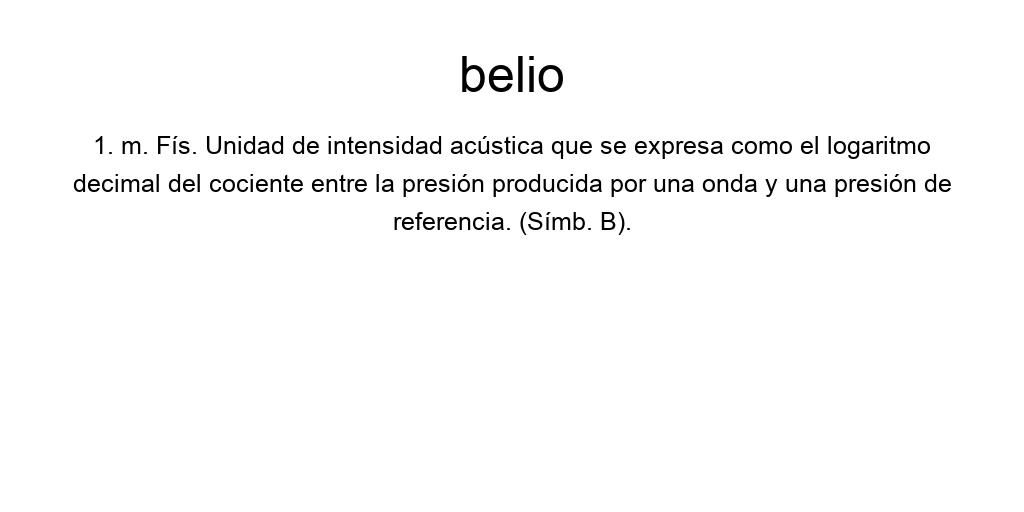 belio
1. m. Fís. Unidad de intensidad acústica que se expresa como el logaritmo
decimal del cociente entre la presión producida por una onda y una presión de
referencia. (Símb. B).